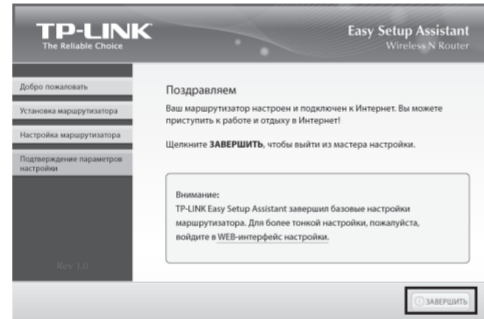 TP-LINK
The Reliable Choice
Easy Setup Assistant
Wireless N Router
Добро пожаловать
Установка маршрутизатора
Настройка маршрутизатора
Подтверждение параметров
настройки
Rev 1.0
Поздравляем
Ваш маршрутизатор настроен и подключен к Интернет. Вы можете
приступить к работе и отдыху в Интернет!
Щелкните ЗАВЕРШИТЬ, чтобы выйти из мастера настройки.
Внимание:
TP-LINK Easy Setup Assistant завершил базовые настройки
маршрутизатора. Для более тонкой настройки, пожалуйста,
войдите в WEB-интерфейс настройки.
ЗАВЕРШИТЬ